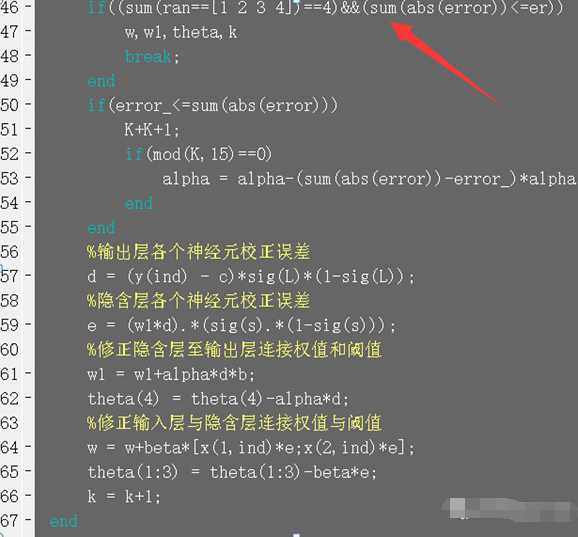 46 - if((sum(ran==[1 2 3 4])==4)&&(sum(abs(error))<=er))
47 - w,w1,theta,k
48 - break;
49 - end
50 - if(error_<=sum(abs(error)))
51 - K+K+1;
52 - if(mod(K,15)==0)
53 - alpha = alpha-(sum(abs(error))-error_)*alpha
54 - end
55 - end
56 %输出层各个神经元校正误差
57 - d = (y(ind) - c)*sig(L)*(1-sig(L));
58 %隐含层各个神经元校正误差
59 - e = (w1*d).*(sig(s).*(1-sig(s)));
60 %修正隐含层至输出层连接权值和阈值
61 - w1 = w1+alpha*d*b;
62 - theta(4) = theta(4)-alpha*d;
63 %修正输入层与隐含层连接权值与阈值
64 - w = w+beta*[x(1,ind)*e;x(2,ind)*e];
65 - theta(1:3) = theta(1:3)-beta*e;
66 - k = k+1;
67 - end